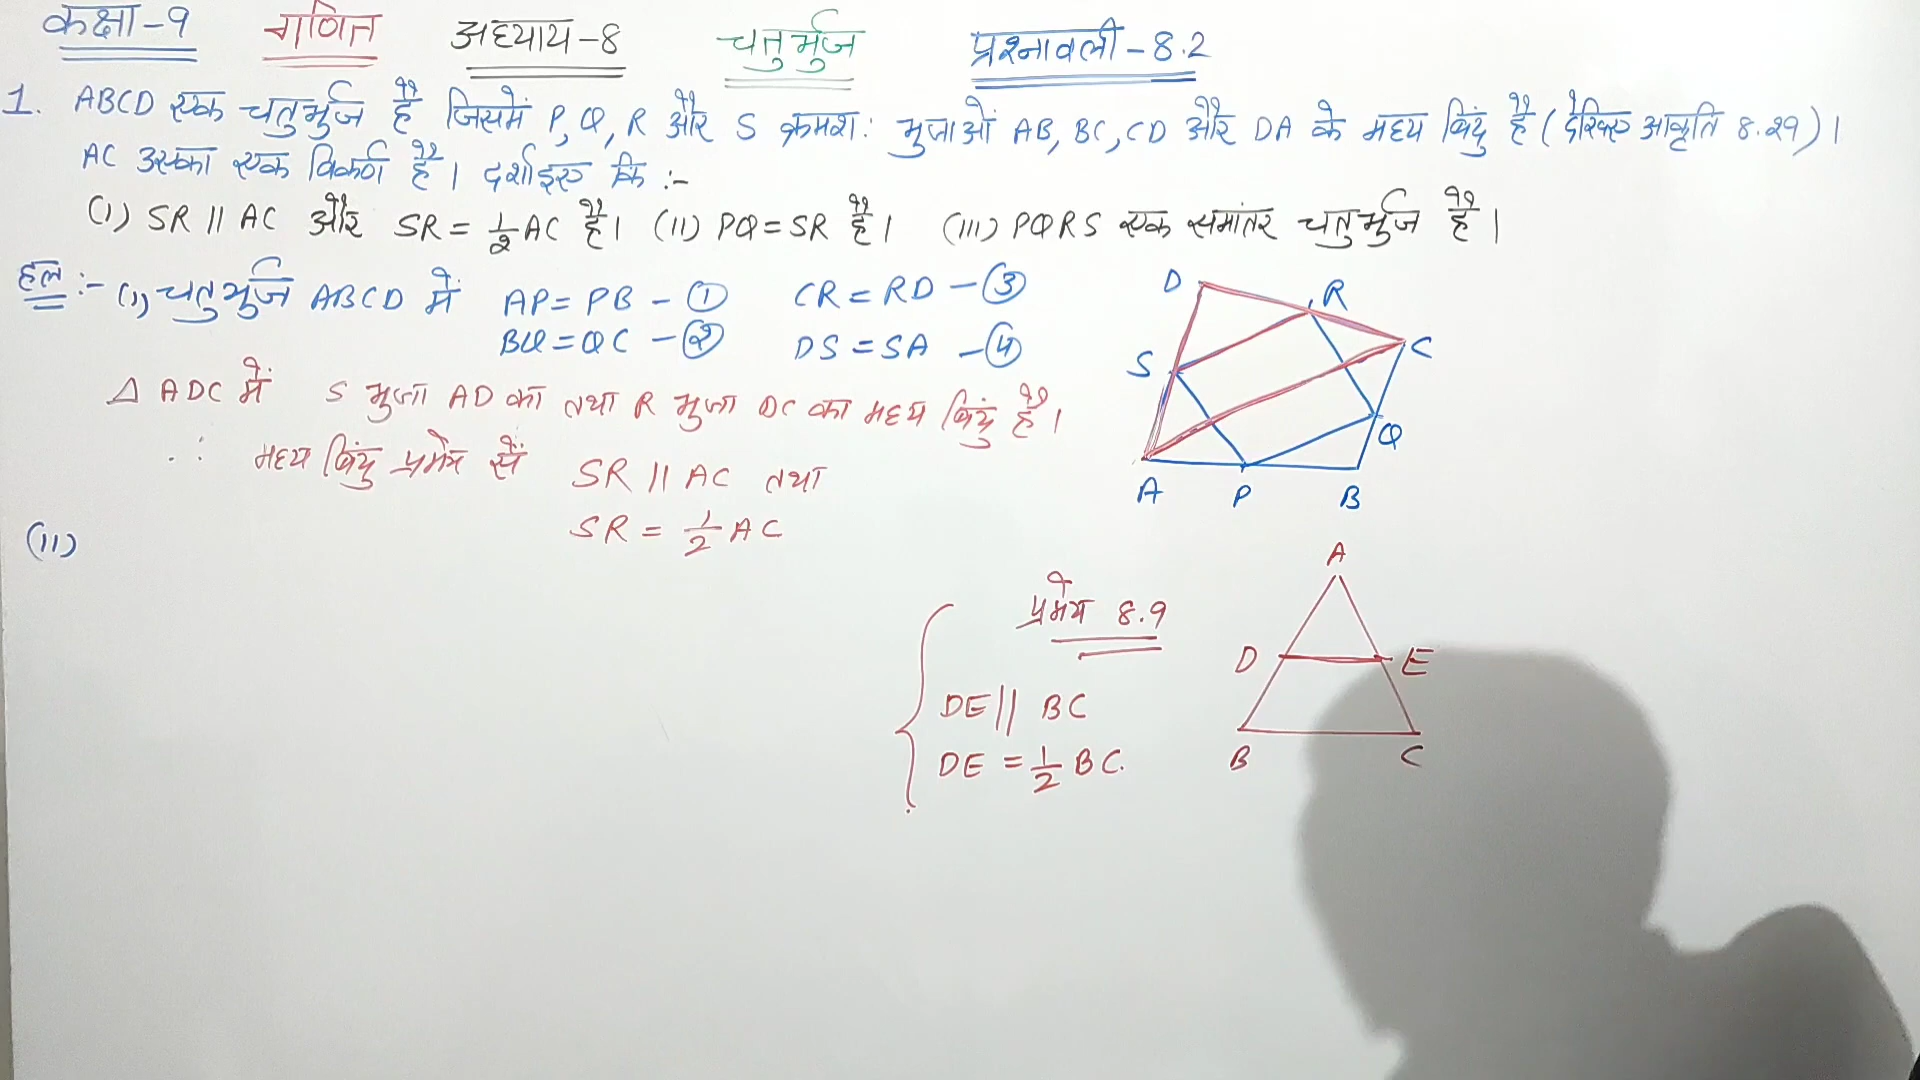 कक्षा-9 गणित अध्याय-8 चतुर्भुज प्रश्नावली-8.2
1. ABCD एक चतुर्भुज है जिसमें P, Q, R और S क्रमशः भुजाओं AB, BC, CD और DA के मध्य बिंदु है (देखिए आकृति 8.29)।
AC उसका एक विकर्ण है। दर्शाइए कि :-
(i) SR || AC और SR = 1/2 AC है। (ii) PQ = SR है। (iii) PQRS एक समांतर चतुर्भुज है।
हल :- (i) चतुर्भुज ABCD में AP = PB - ① CR = RD - ③
BQ = QC - ② DS = SA - ④
Δ ADC में S भुजा AD का तथा R भुजा DC का मध्य बिंदु है।
∴ मध्य बिंदु प्रमेय से SR || AC तथा
SR = 1/2 AC
(ii)
D R
S C
Q
A P B
प्रमेय 8.9
DE || BC
DE = 1/2 BC.
A
D E
B C